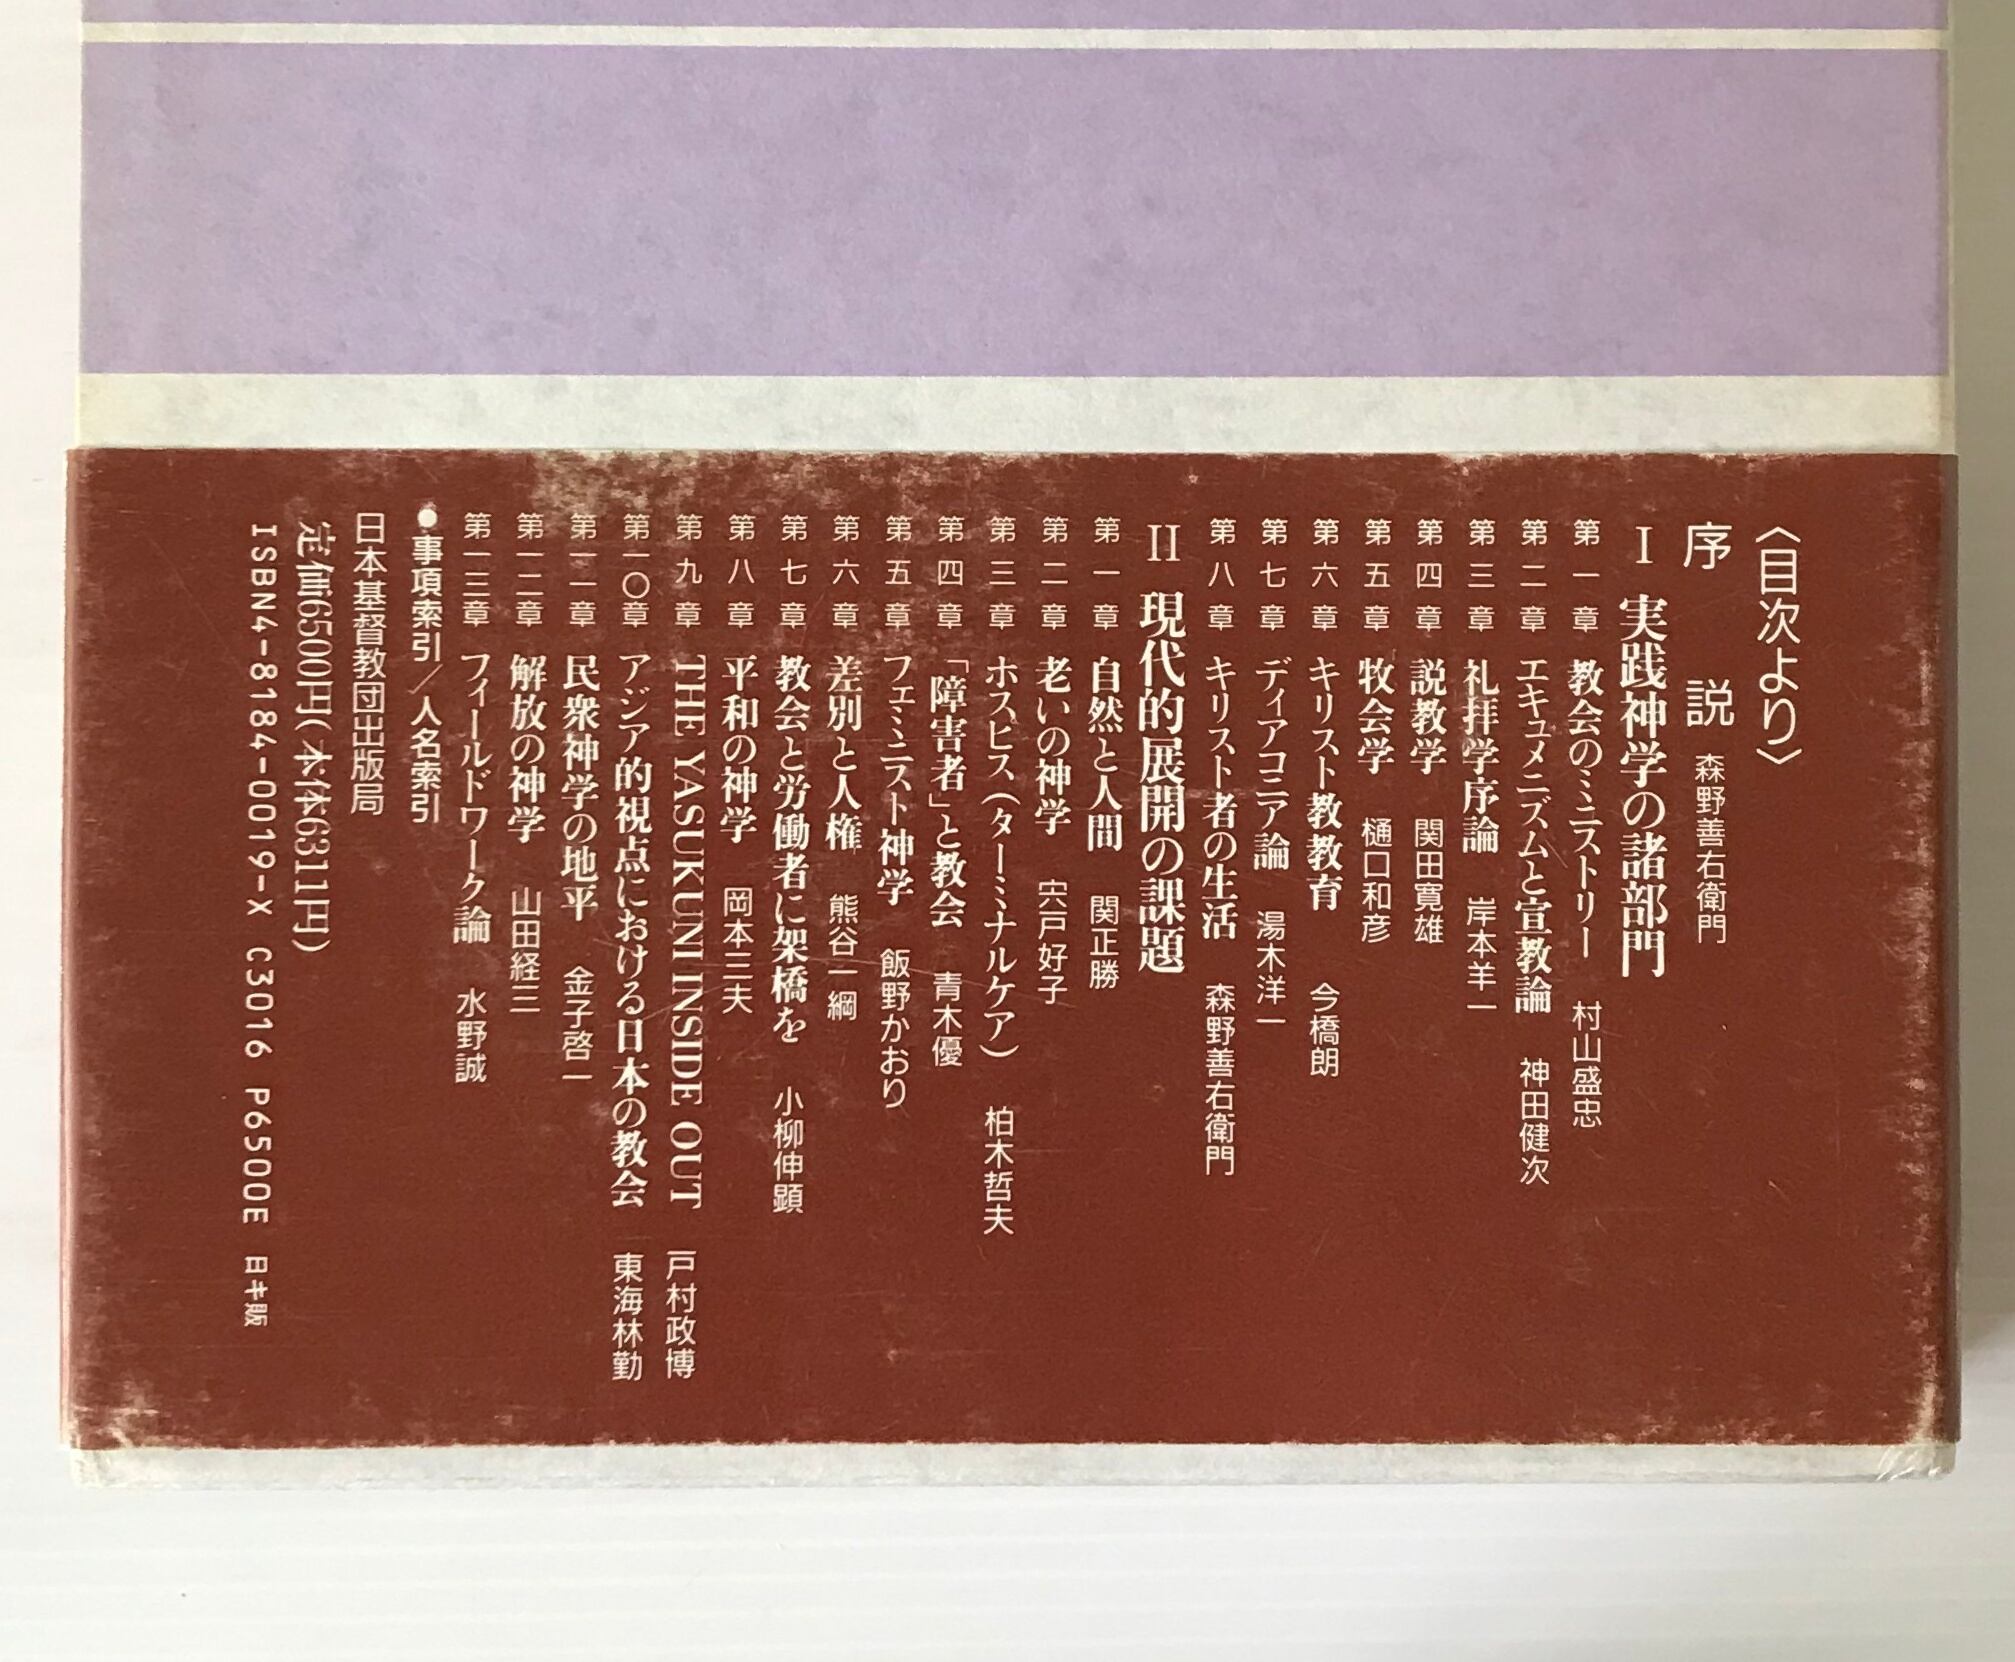 〈目次より〉
序説 森野善右衛門
I 実践神学の諸部門
第一章 教会のミニストリー 村山盛忠
第二章 エキュメニズムと宣教論 神田健次
第三章 礼拝学序論 岸本羊一
第四章 説教学 関田寛雄
第五章 牧会学 樋口和彦
第六章 キリスト教教育 今橋朗
第七章 ディアコニア論 湯木洋一
第八章 キリスト者の生活 森野善右衛門
II 現代的展開の課題
第一章 自然と人間 関正勝
第二章 老いの神学 宍戸好子
第三章 ホスピス(ターミナルケア) 柏木哲夫
第四章 「障害者」と教会 青木優
第五章 フェミニスト神学 飯野かおり
第六章 差別と人権 熊谷一綱
第七章 教会と労働者に架橋を 小柳伸顕
第八章 平和の神学 岡本三夫
第九章 THE YASUKUNI INSIDE OUT 戸村政博
第一〇章 アジア的視点における日本の教会 東海林勤
第一一章 民衆神学の地平 金子啓一
第一二章 解放の神学 山田経三
第一三章 フィールドワーク論 水野誠
●事項索引／人名索引
日本基督教団出版局
定価6500円(本体6311円)
ISBN4-8184-0019-X C3016 P6500E 日キ版